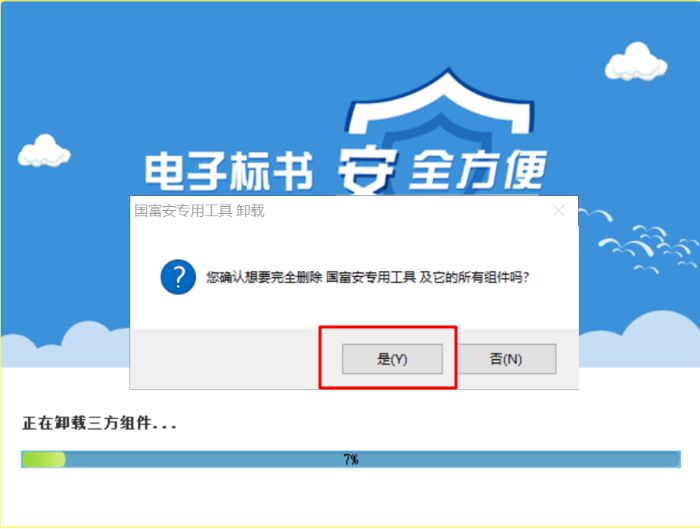 电子标书 安全方便
国富安专用工具 卸载
您确认想要完全删除 国富安专用工具 及它的所有组件吗?
是(Y) 否(N)
正在卸载三方组件...
7%